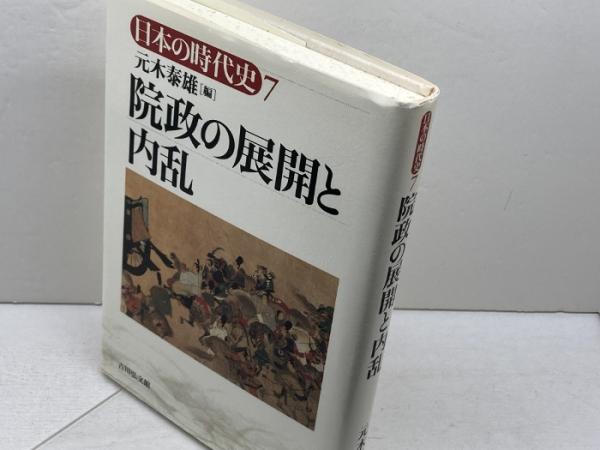 日本の時代史 7
元木泰雄[編]
院政の展開と
内乱
吉川弘文館
日本の時代史 7
院政の展開と内乱
元木